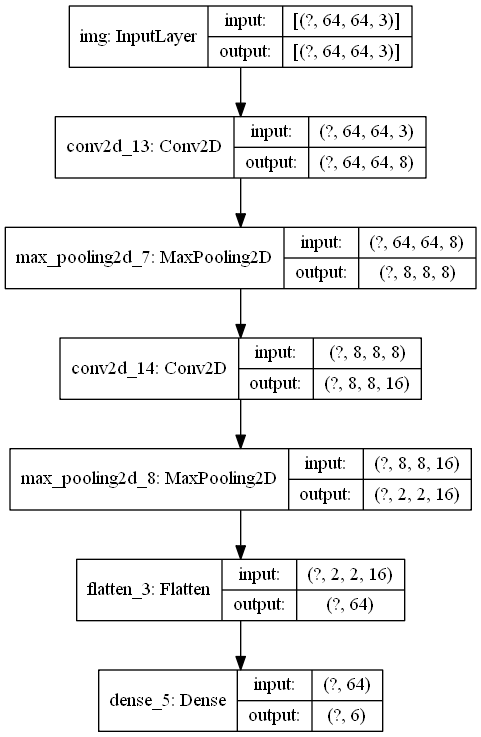 img: InputLayer
input: [(?, 64, 64, 3)]
output: [(?, 64, 64, 3)]
conv2d_13: Conv2D
input: (?, 64, 64, 3)
output: (?, 64, 64, 8)
max_pooling2d_7: MaxPooling2D
input: (?, 64, 64, 8)
output: (?, 8, 8, 8)
conv2d_14: Conv2D
input: (?, 8, 8, 8)
output: (?, 8, 8, 16)
max_pooling2d_8: MaxPooling2D
input: (?, 8, 8, 16)
output: (?, 2, 2, 16)
flatten_3: Flatten
input: (?, 2, 2, 16)
output: (?, 64)
dense_5: Dense
input: (?, 64)
output: (?, 6)